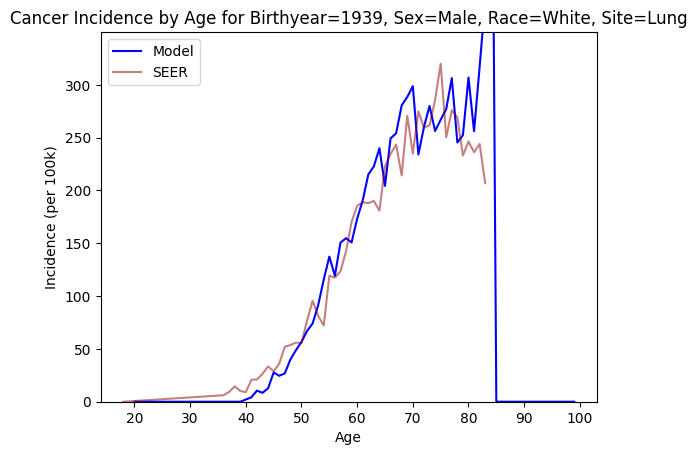 Cancer Incidence by Age for Birthyear=1939, Sex=Male, Race=White, Site=Lung
Model
SEER
300
250
200
150
100
50
0
Incidence (per 100k)
20 30 40 50 60 70 80 90 100
Age